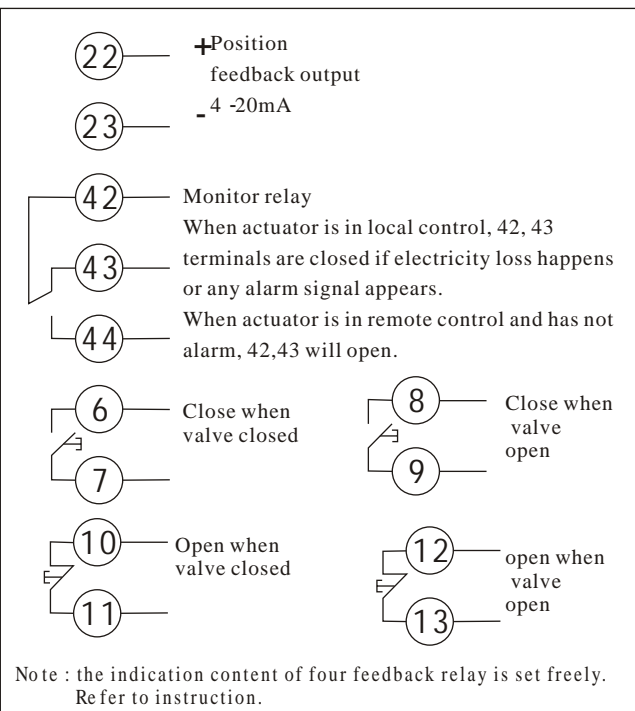 22
+Position
feedback output
23
- 4 -20mA
42
Monitor relay
When actuator is in local control, 42, 43
43
terminals are closed if electricity loss happens
or any alarm signal appears.
When actuator is in remote control and has not
44
alarm, 42,43 will open.
6
Close when
valve closed
7
8
Close when
valve
open
9
10
Open when
valve closed
11
12
open when
valve
open
13
Note : the indication content of four feedback relay is set freely.
Refer to instruction.